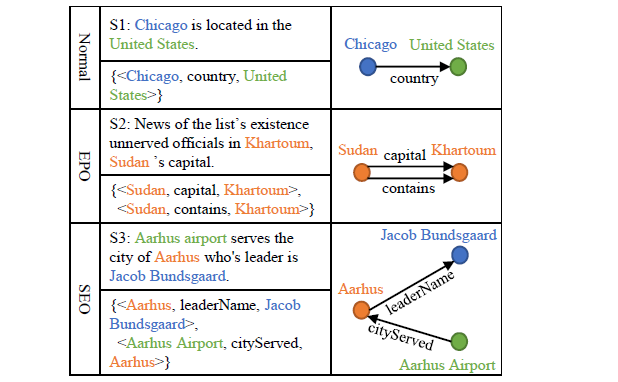 Normal
S1: Chicago is located in the
United States.
{<Chicago, country, United
States>}
Chicago United States
country
EPO
S2: News of the list's existence
unnerved officials in Khartoum,
Sudan 's capital.
{<Sudan, capital, Khartoum>,
<Sudan, contains, Khartoum>}
Sudan capital Khartoum
contains
SEO
S3: Aarhus airport serves the
city of Aarhus who's leader is
Jacob Bundsgaard.
{<Aarhus, leaderName, Jacob
Bundsgaard>,
<Aarhus Airport, cityServed,
Aarhus>}
Jacob Bundsgaard
Aarhus
leaderName
cityServed
Aarhus Airport